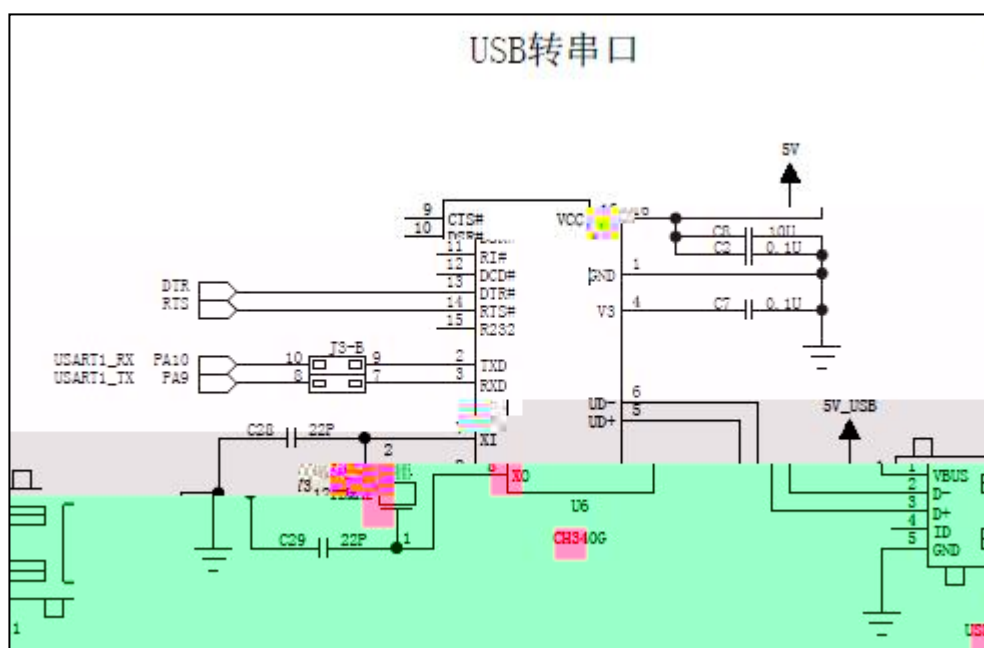 USB转串口
5V
9 CTS# VCC
10
C8 10U
11
C2 0.1U
12 RI#
DCD# GND 1
DTR 13 DTR#
RTS 14 RTS# V3 4 C7 0.1U
15 R232
J3-B
USART1_RX PA10 10 9 2 TXD
USART1_TX PA9 8 7 3 RXD
UD- 6
UD+ 5 5V_USB
C28 22P XI
2
XO 1 VBUS
2 D-
U6 3 D+
4 ID
C29 22P 1 CH340G 5 GND
1